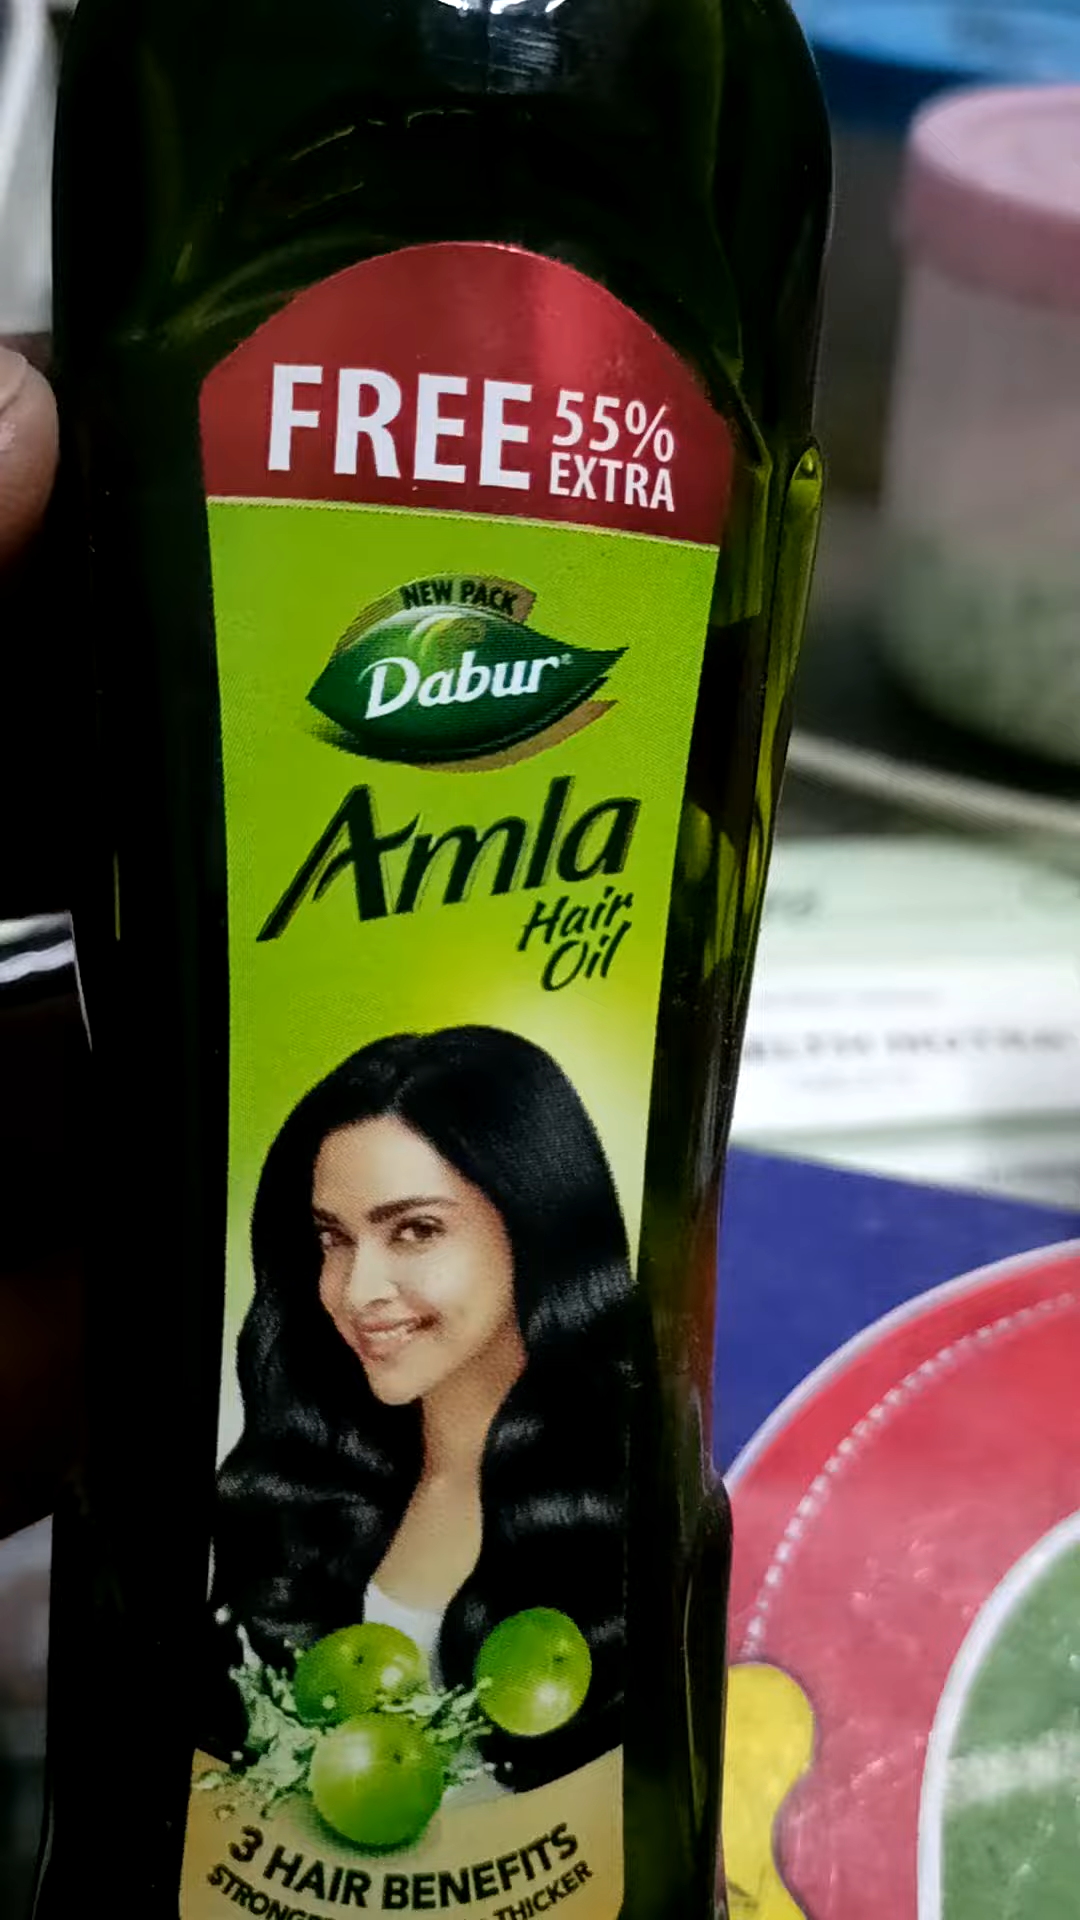 FREE 55%
EXTRA
NEW PACK
Dabur
Amla
Hair
Oil
3 HAIR BENEFITS
THICKER